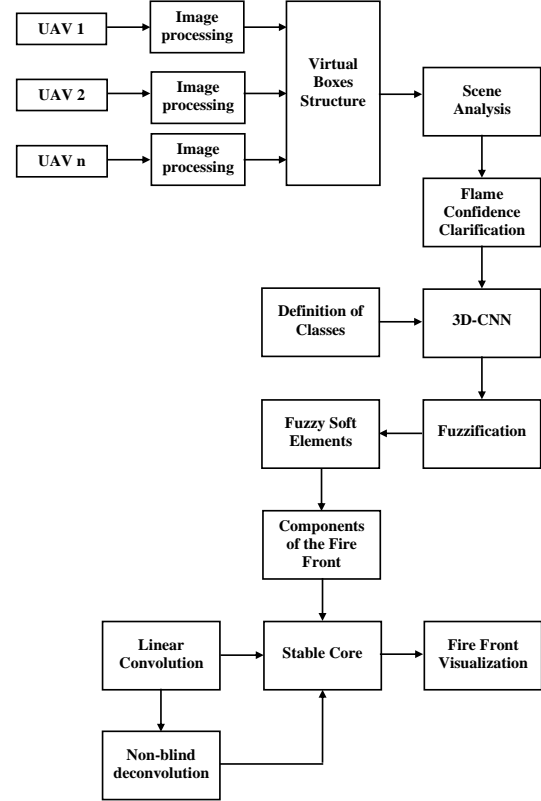 UAV 1
Image
processing
UAV 2
Image
processing
UAV n
Image
processing
Virtual
Boxes
Structure
Scene
Analysis
Flame
Confidence
Clarification
Definition of
Classes
3D-CNN
Fuzzy Soft
Elements
Fuzzification
Components
of the Fire
Front
Linear
Convolution
Stable Core
Fire Front
Visualization
Non-blind
deconvolution